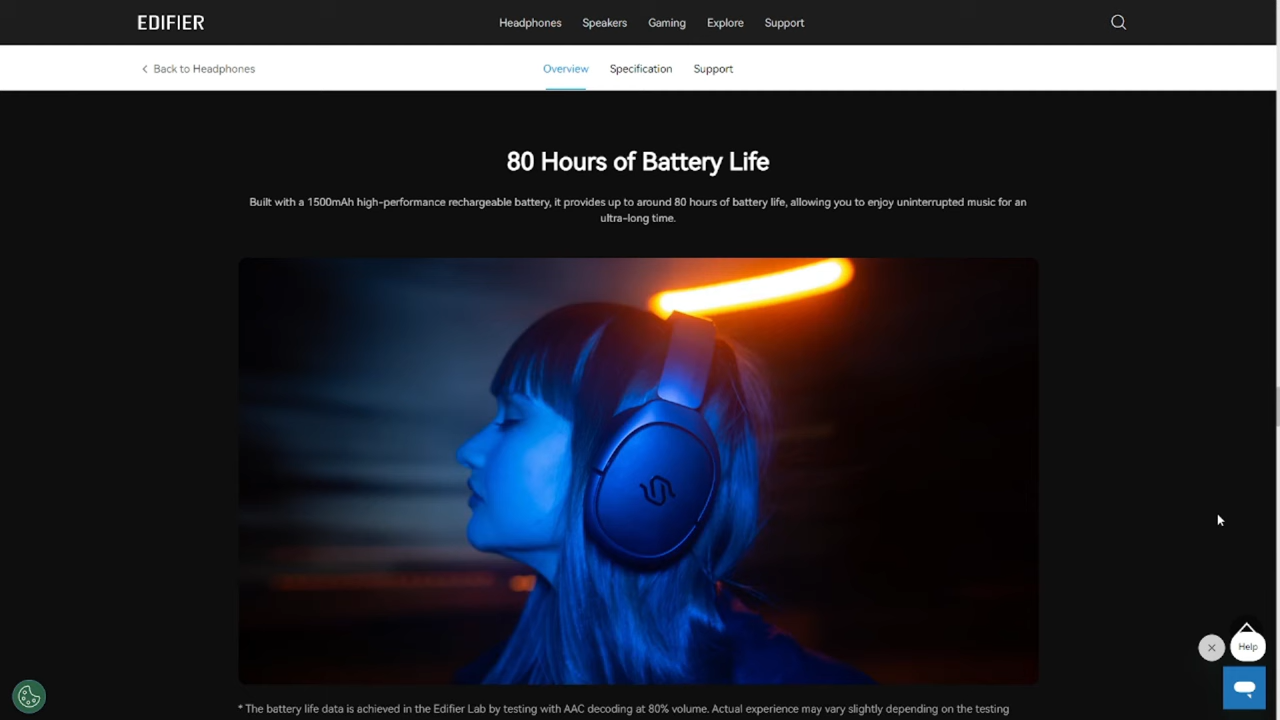 EDIFIER
Headphones Speakers Gaming Explore Support
Back to Headphones
Overview Specification Support
80 Hours of Battery Life
Built with a 1500mAh high-performance rechargeable battery, it provides up to around 80 hours of battery life, allowing you to enjoy uninterrupted music for an
ultra-long time.
Help
* The battery life data is achieved in the Edifier Lab by testing with AAC decoding at 80% volume. Actual experience may vary slightly depending on the testing